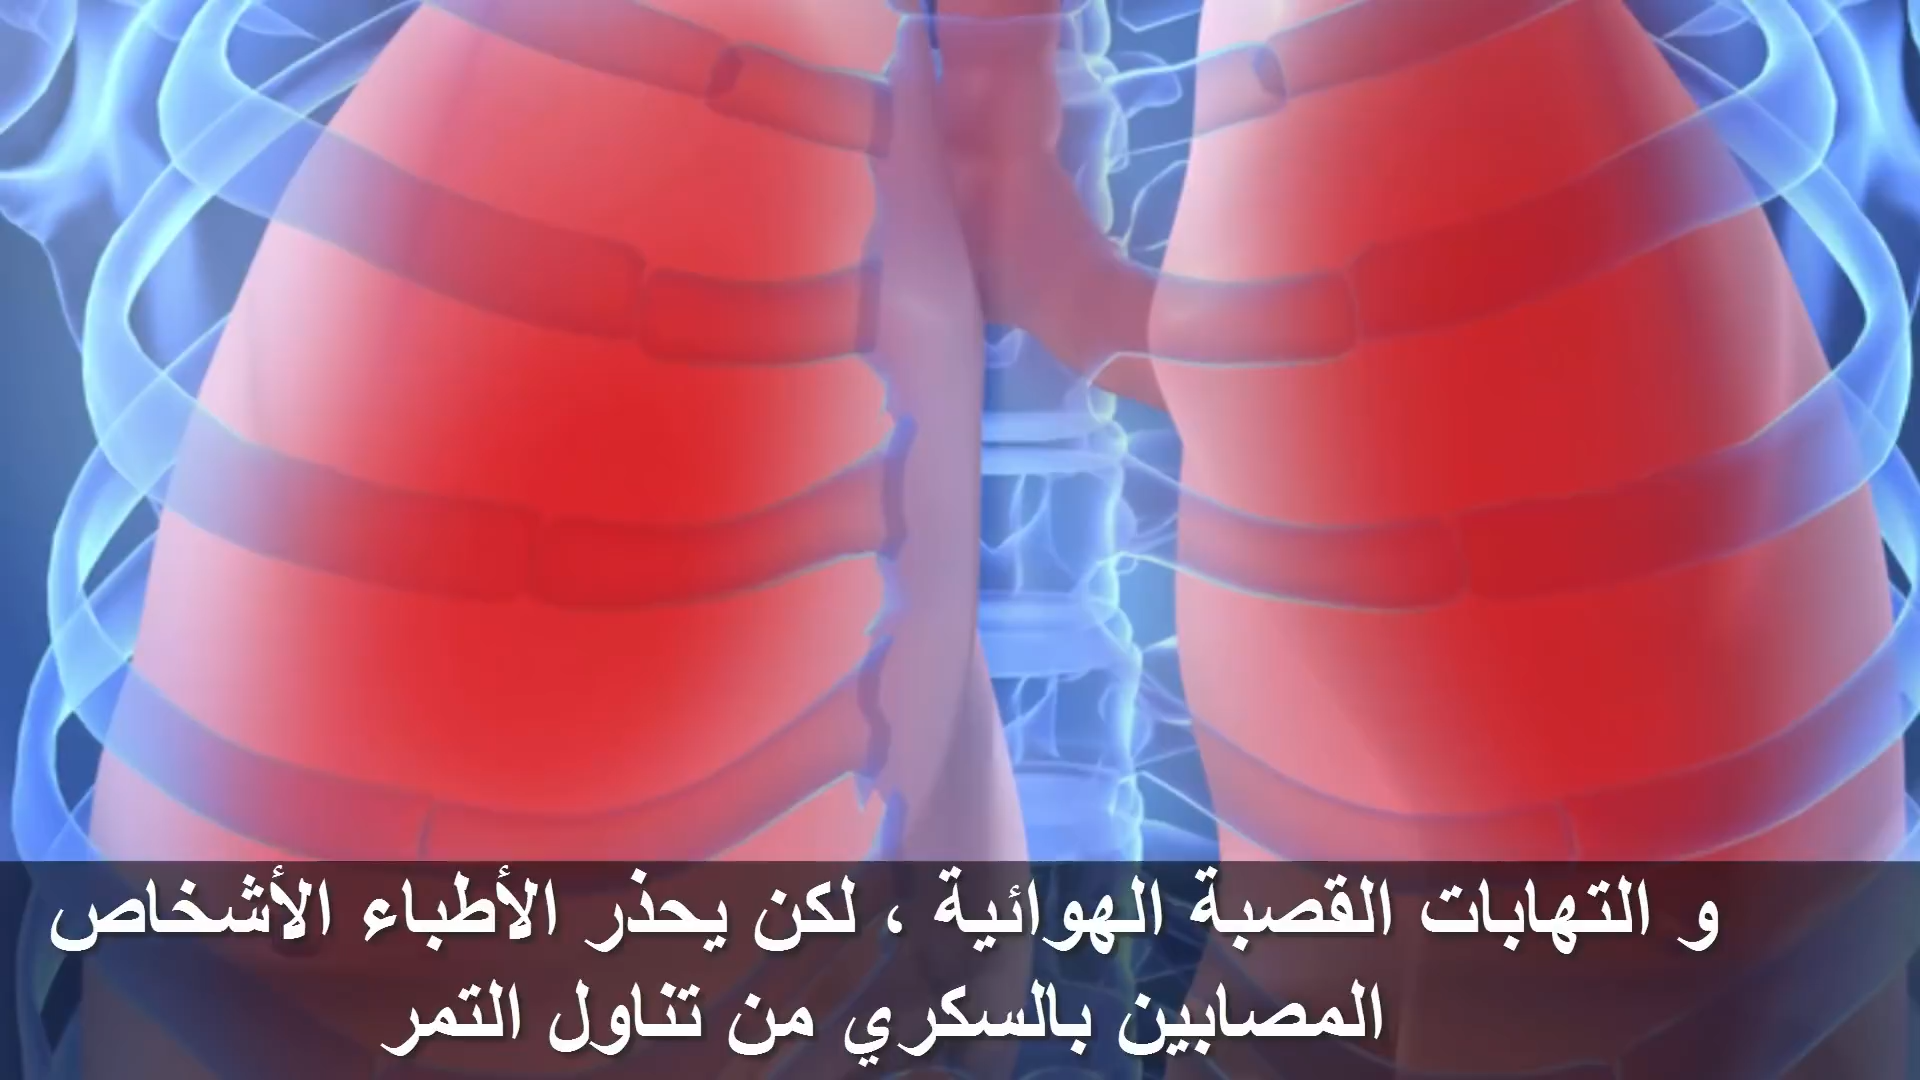 و التهابات القصبة الهوائية ، لكن يحذر الأطباء الأشخاص
المصابين بالسكري من تناول التمر